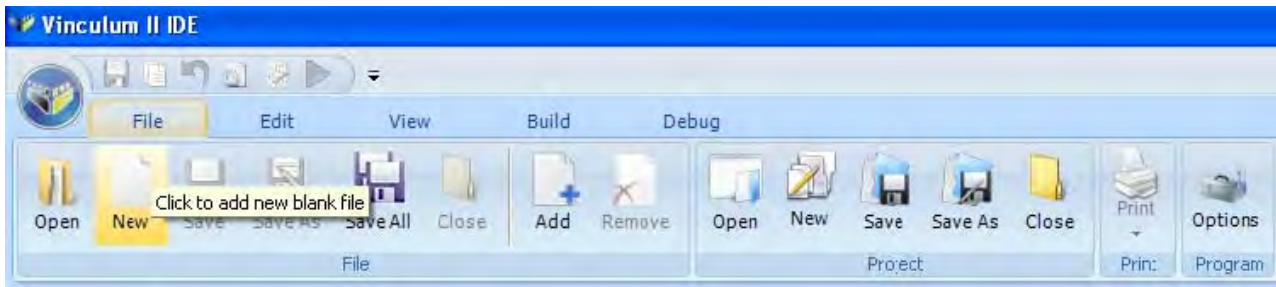 Vinculum II IDE
File Edit View Build Debug
Click to add new blank file
Open New Save Save As Save All Close Add Remove Open New Save Save As Close Print Options
File Project Print Program